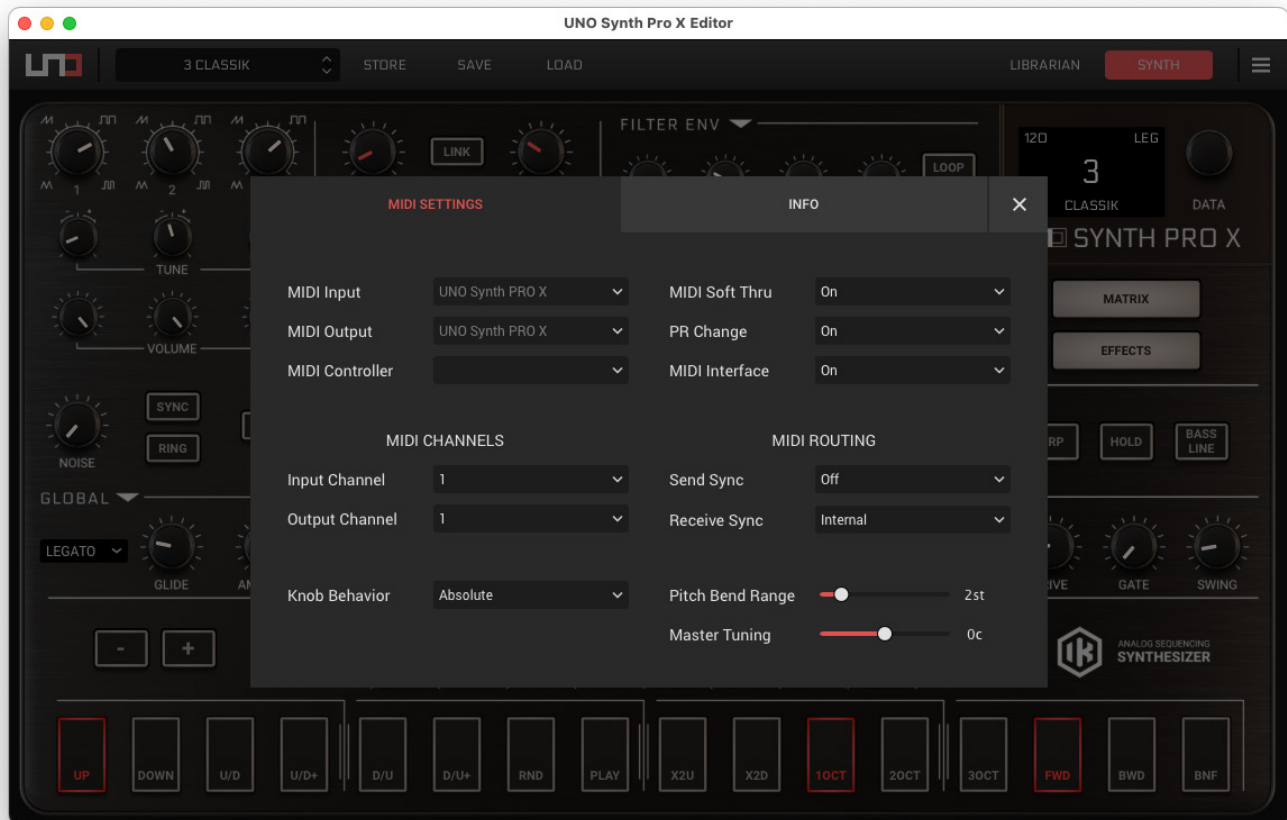 UNO Synth Pro X Editor
UNO 3 CLASSIK STORE SAVE LOAD LIBRARIAN SYNTH
FILTER ENV
LINK
LOOP
1 2
120 LEG
3
CLASSIK
DATA
SYNTH PRO X
TUNE
VOLUME
MATRIX
EFFECTS
SYNC
RING
NOISE
RP HOLD BASS
LINE
GLOBAL
LEGATO
GLIDE
GATE SWING
MIDI SETTINGS INFO
MIDI Input UNO Synth PRO X MIDI Soft Thru On
MIDI Output UNO Synth PRO X PR Change On
MIDI Controller MIDI Interface On
MIDI CHANNELS MIDI ROUTING
Input Channel 1 Send Sync Off
Output Channel 1 Receive Sync Internal
Knob Behavior Absolute Pitch Bend Range 2st
Master Tuning 0c
- +
IK
ANALOG SEQUENCING
SYNTHESIZER
UP DOWN U/D U/D+ D/U D/U+ RND PLAY X2U X2D 1OCT 2OCT 3OCT FWD BWD BNF